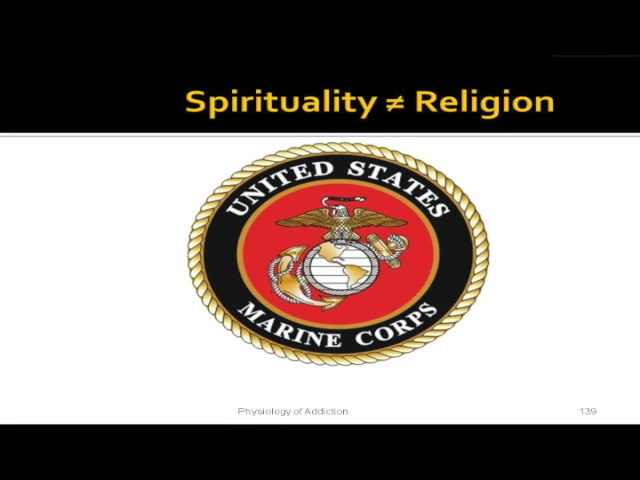 Spirituality ≠ Religion
UNITED STATES
MARINE CORPS
Physiology of Addiction
139